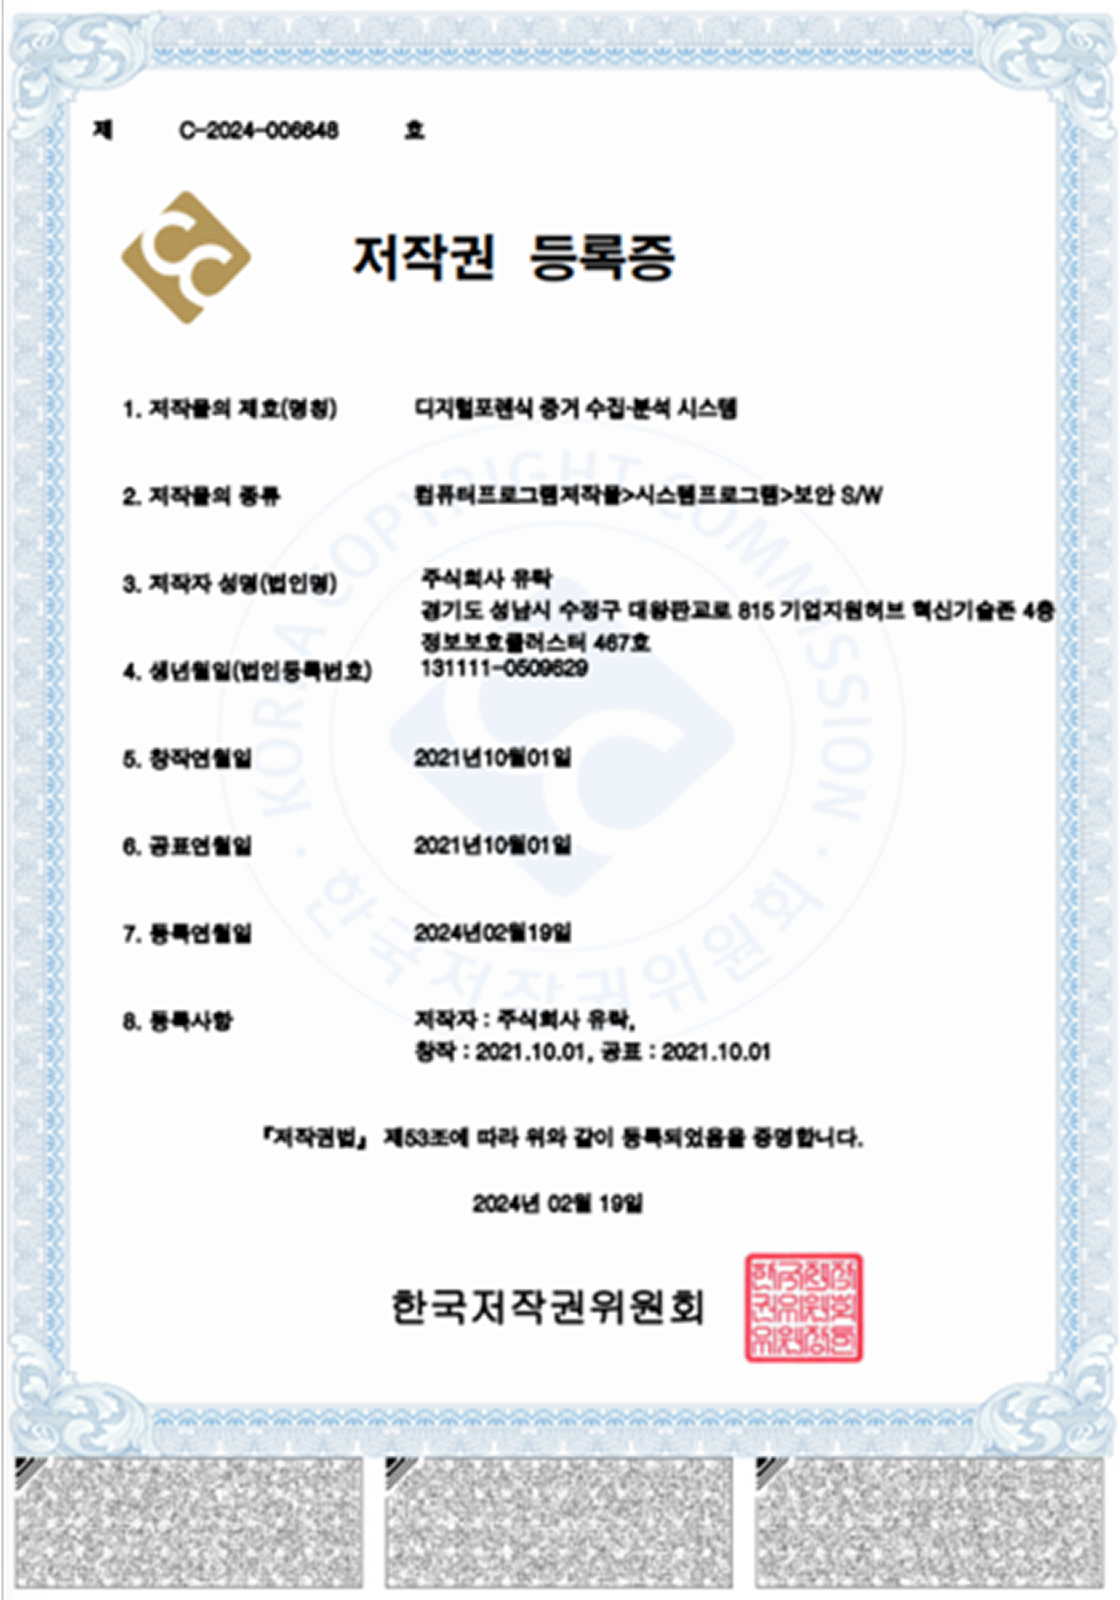 제 C-2024-006648 호
저작권 등록증
1. 저작물의 제호(명칭) 디지털포렌식 증거 수집·분석 시스템
2. 저작물의 종류 컴퓨터프로그램저작물>시스템프로그램>보안 S/W
3. 저작자 성명(법인명) 주식회사 유락
경기도 성남시 수정구 대왕판교로 815 기업지원허브 혁신기술존 4층
정보보호클러스터 467호
4. 생년월일(법인등록번호) 131111-0509629
5. 창작연월일 2021년10월01일
6. 공표연월일 2021년10월01일
7. 등록연월일 2024년02월19일
8. 등록사항 저작자 : 주식회사 유락,
창작 : 2021.10.01, 공표 : 2021.10.01
『저작권법』 제53조에 따라 위와 같이 등록되었음을 증명합니다.
2024년 02월 19일
한국저작권위원회
KOREA COPYRIGHT COMMISSION
한국저작권위원회